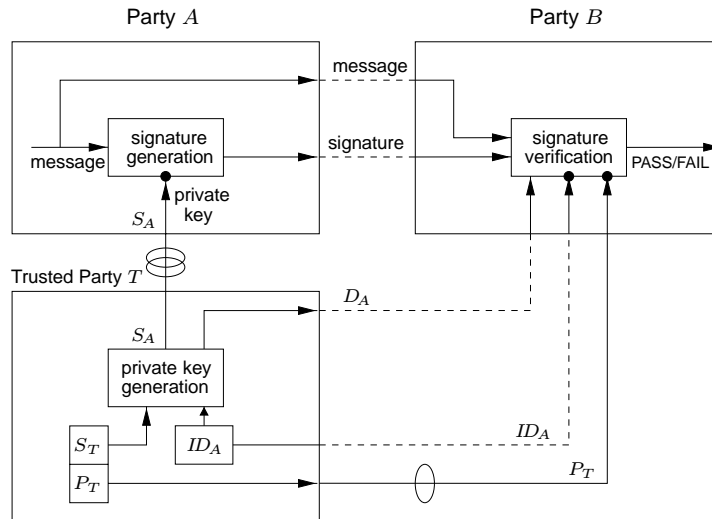 Party A
Party B
message
signature
generation
message
signature
signature
verification
PASS/FAIL
private
key
S_A
Trusted Party T
S_A
D_A
private key
generation
S_T
ID_A
ID_A
P_T
P_T